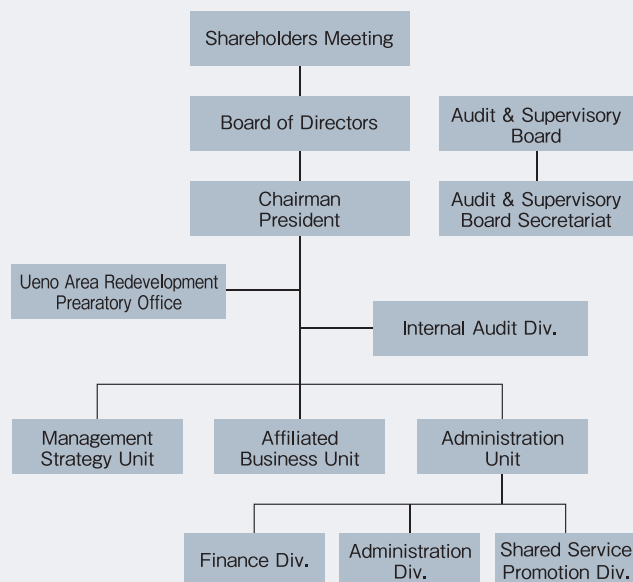 Shareholders Meeting
Board of Directors
Audit & Supervisory
Board
Chairman
President
Audit & Supervisory
Board Secretariat
Ueno Area Redevelopment
Prearatory Office
Internal Audit Div.
Management
Strategy Unit
Affiliated
Business Unit
Administration
Unit
Finance Div.
Administration
Div.
Shared Service
Promotion Div.